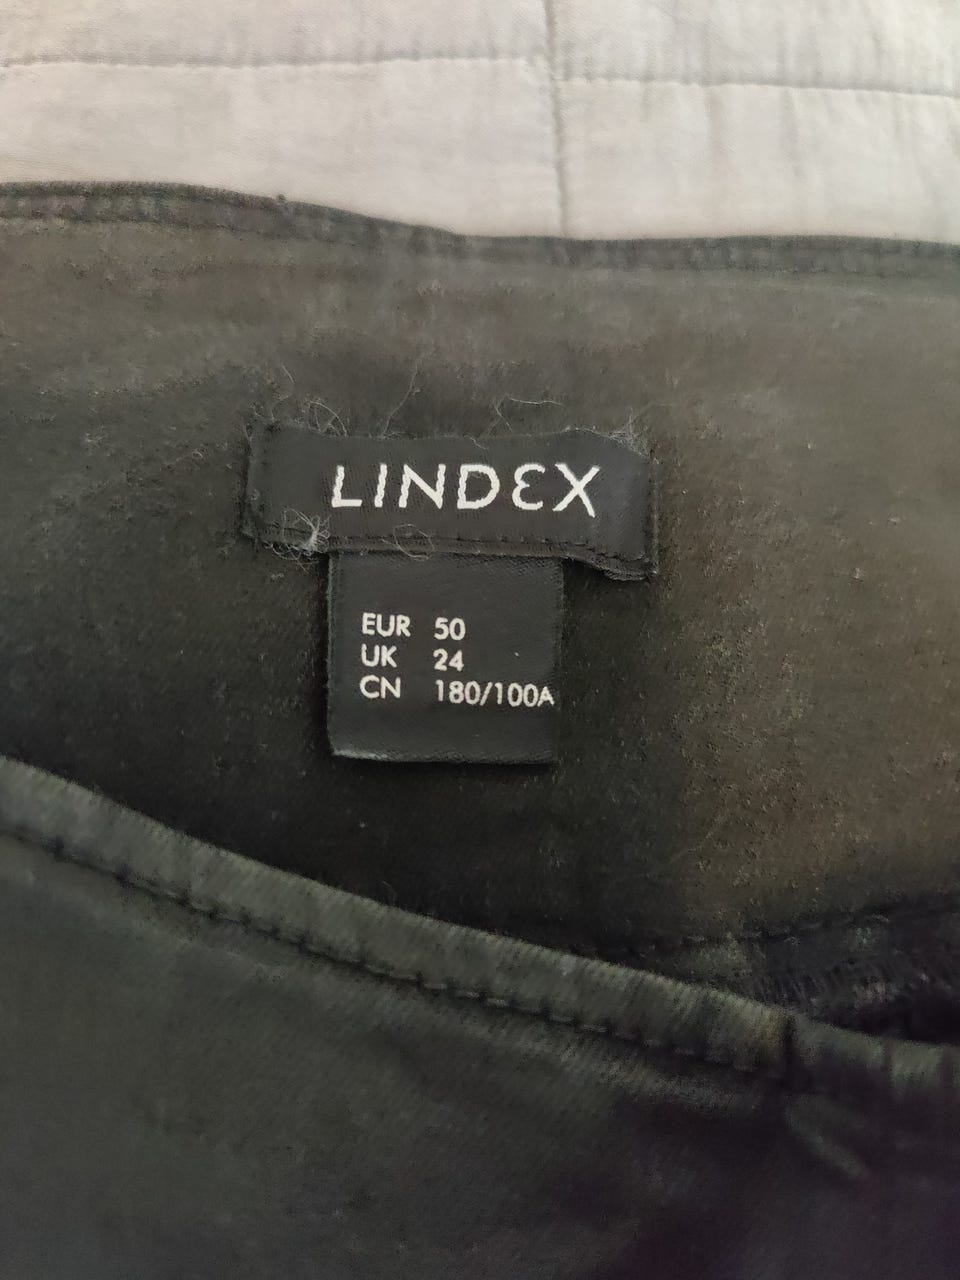 LINDEX
EUR 50
UK 24
CN 180/100A